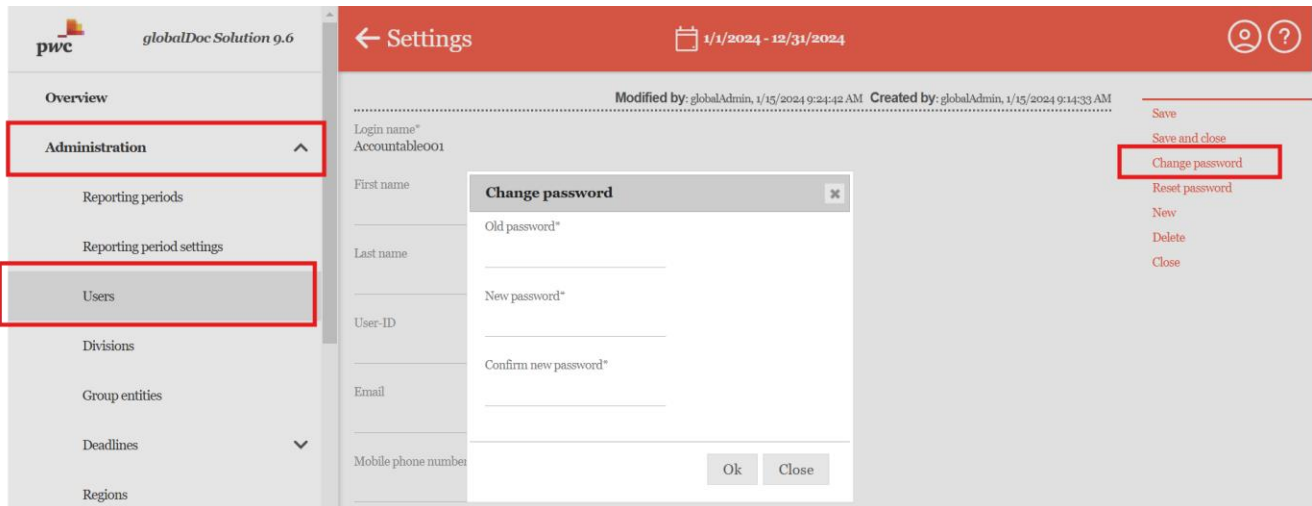 pwc
globalDoc Solution 9.6
Overview
Administration
Reporting periods
Reporting period settings
Users
Divisions
Group entities
Deadlines
Regions
← Settings
1/1/2024 - 12/31/2024
?
Modified by: globalAdmin, 1/15/2024 9:24:42 AM Created by: globalAdmin, 1/15/2024 9:14:33 AM
Login name*
Accountable001
First name
Last name
User-ID
Email
Mobile phone number
Change password
Old password*
New password*
Confirm new password*
Ok
Close
Save
Save and close
Change password
Reset password
New
Delete
Close